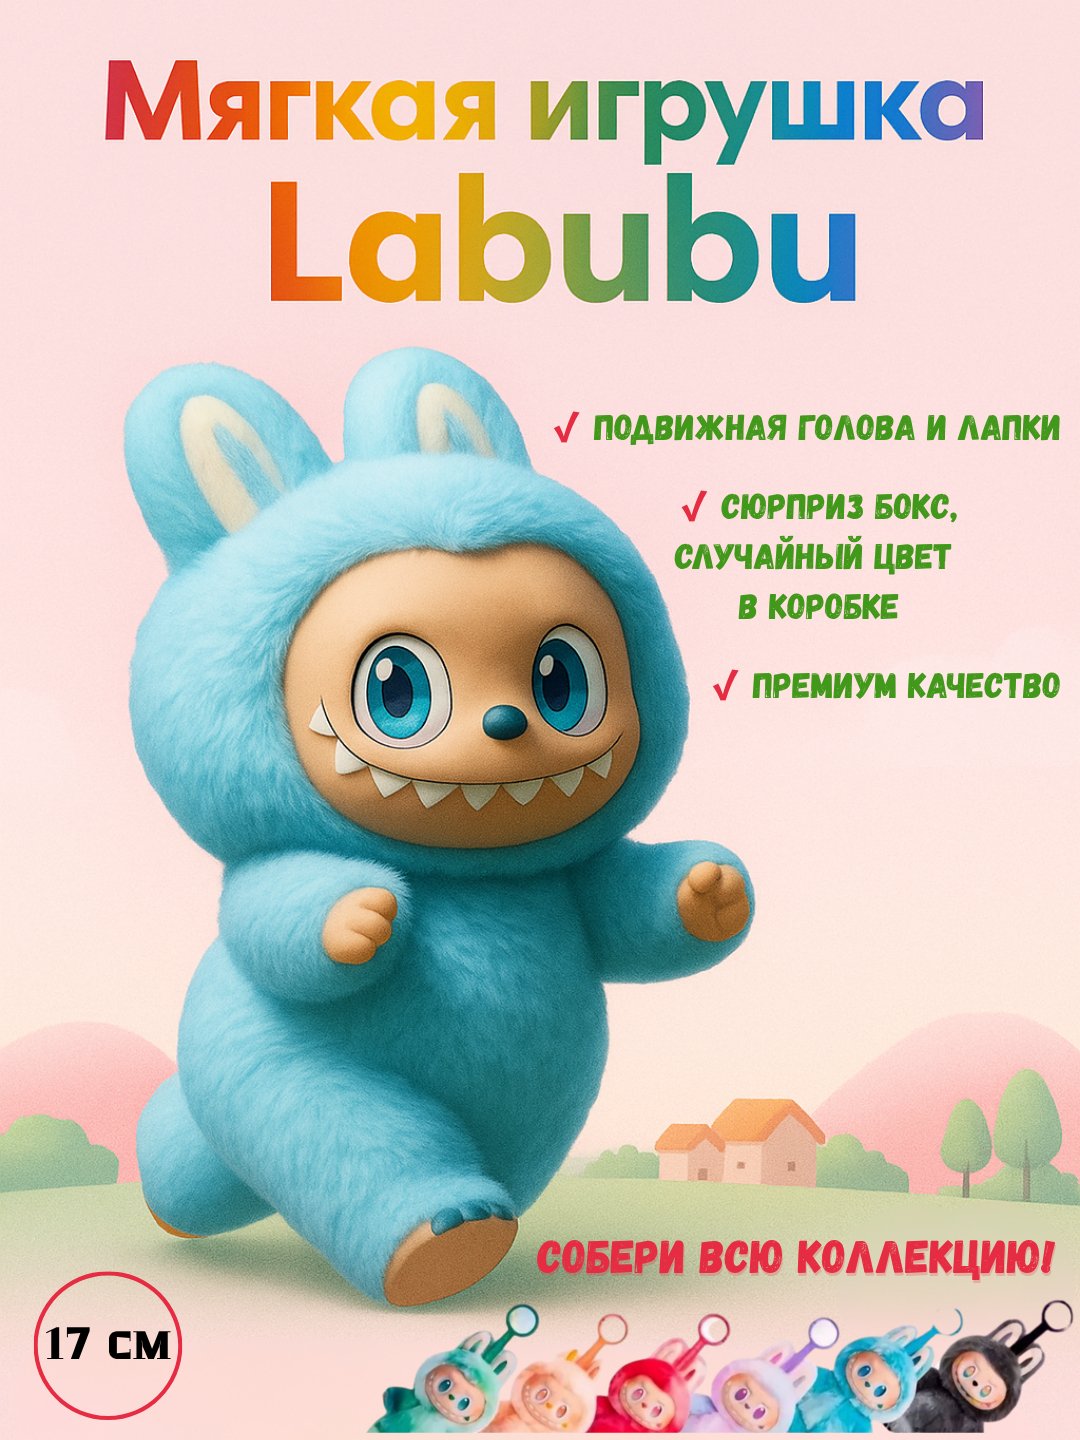 Мягкая игрушка
Labubu
√ ПОДВИЖНАЯ ГОЛОВА И ЛАПКИ
√ СЮРПРИЗ БОКС,
СЛУЧАЙНЫЙ ЦВЕТ
В КОРОБКЕ
√ ПРЕМИУМ КАЧЕСТВО
СОБЕРИ ВСЮ КОЛЛЕКЦИЮ!
17 см